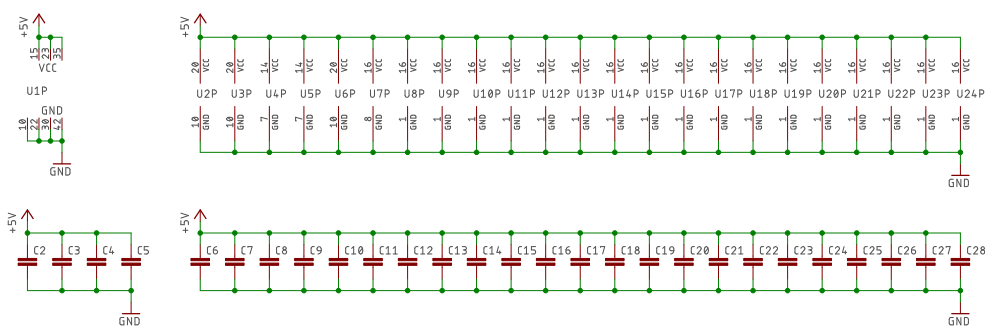 +5V +5V
15 23 35 20 20 14 14 20 16 16 16 16 16 16 16 16 16 16 16 16 16 16 16 16 16 16
VCC VCC VCC VCC VCC VCC VCC VCC VCC VCC VCC VCC VCC VCC VCC VCC VCC VCC VCC VCC VCC VCC VCC VCC
U1P U2P U3P U4P U5P U6P U7P U8P U9P U10P U11P U12P U13P U14P U15P U16P U17P U18P U19P U20P U21P U22P U23P U24P
GND
10 22 30 42 10 10 7 7 10 8 1 1 1 1 1 1 1 1 1 1 1 1 1 1 1 1 1
GND GND GND GND GND GND GND GND GND GND GND GND GND GND GND GND GND GND GND GND GND GND GND
GND GND
+5V +5V
C2 C3 C4 C5 C6 C7 C8 C9 C10 C11 C12 C13 C14 C15 C16 C17 C18 C19 C20 C21 C22 C23 C24 C25 C26 C27 C28
GND GND